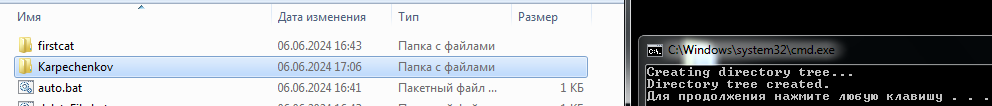 Имя Дата изменения Тип Размер
firstcat 06.06.2024 16:43 Папка с файлами
Karpechenkov 06.06.2024 17:06 Папка с файлами
auto.bat 06.06.2024 16:41 Пакетный файл ... 1 КБ
C:\Windows\system32\cmd.exe
Creating directory tree...
Directory tree created.
Для продолжения нажмите любую клавишу . . .